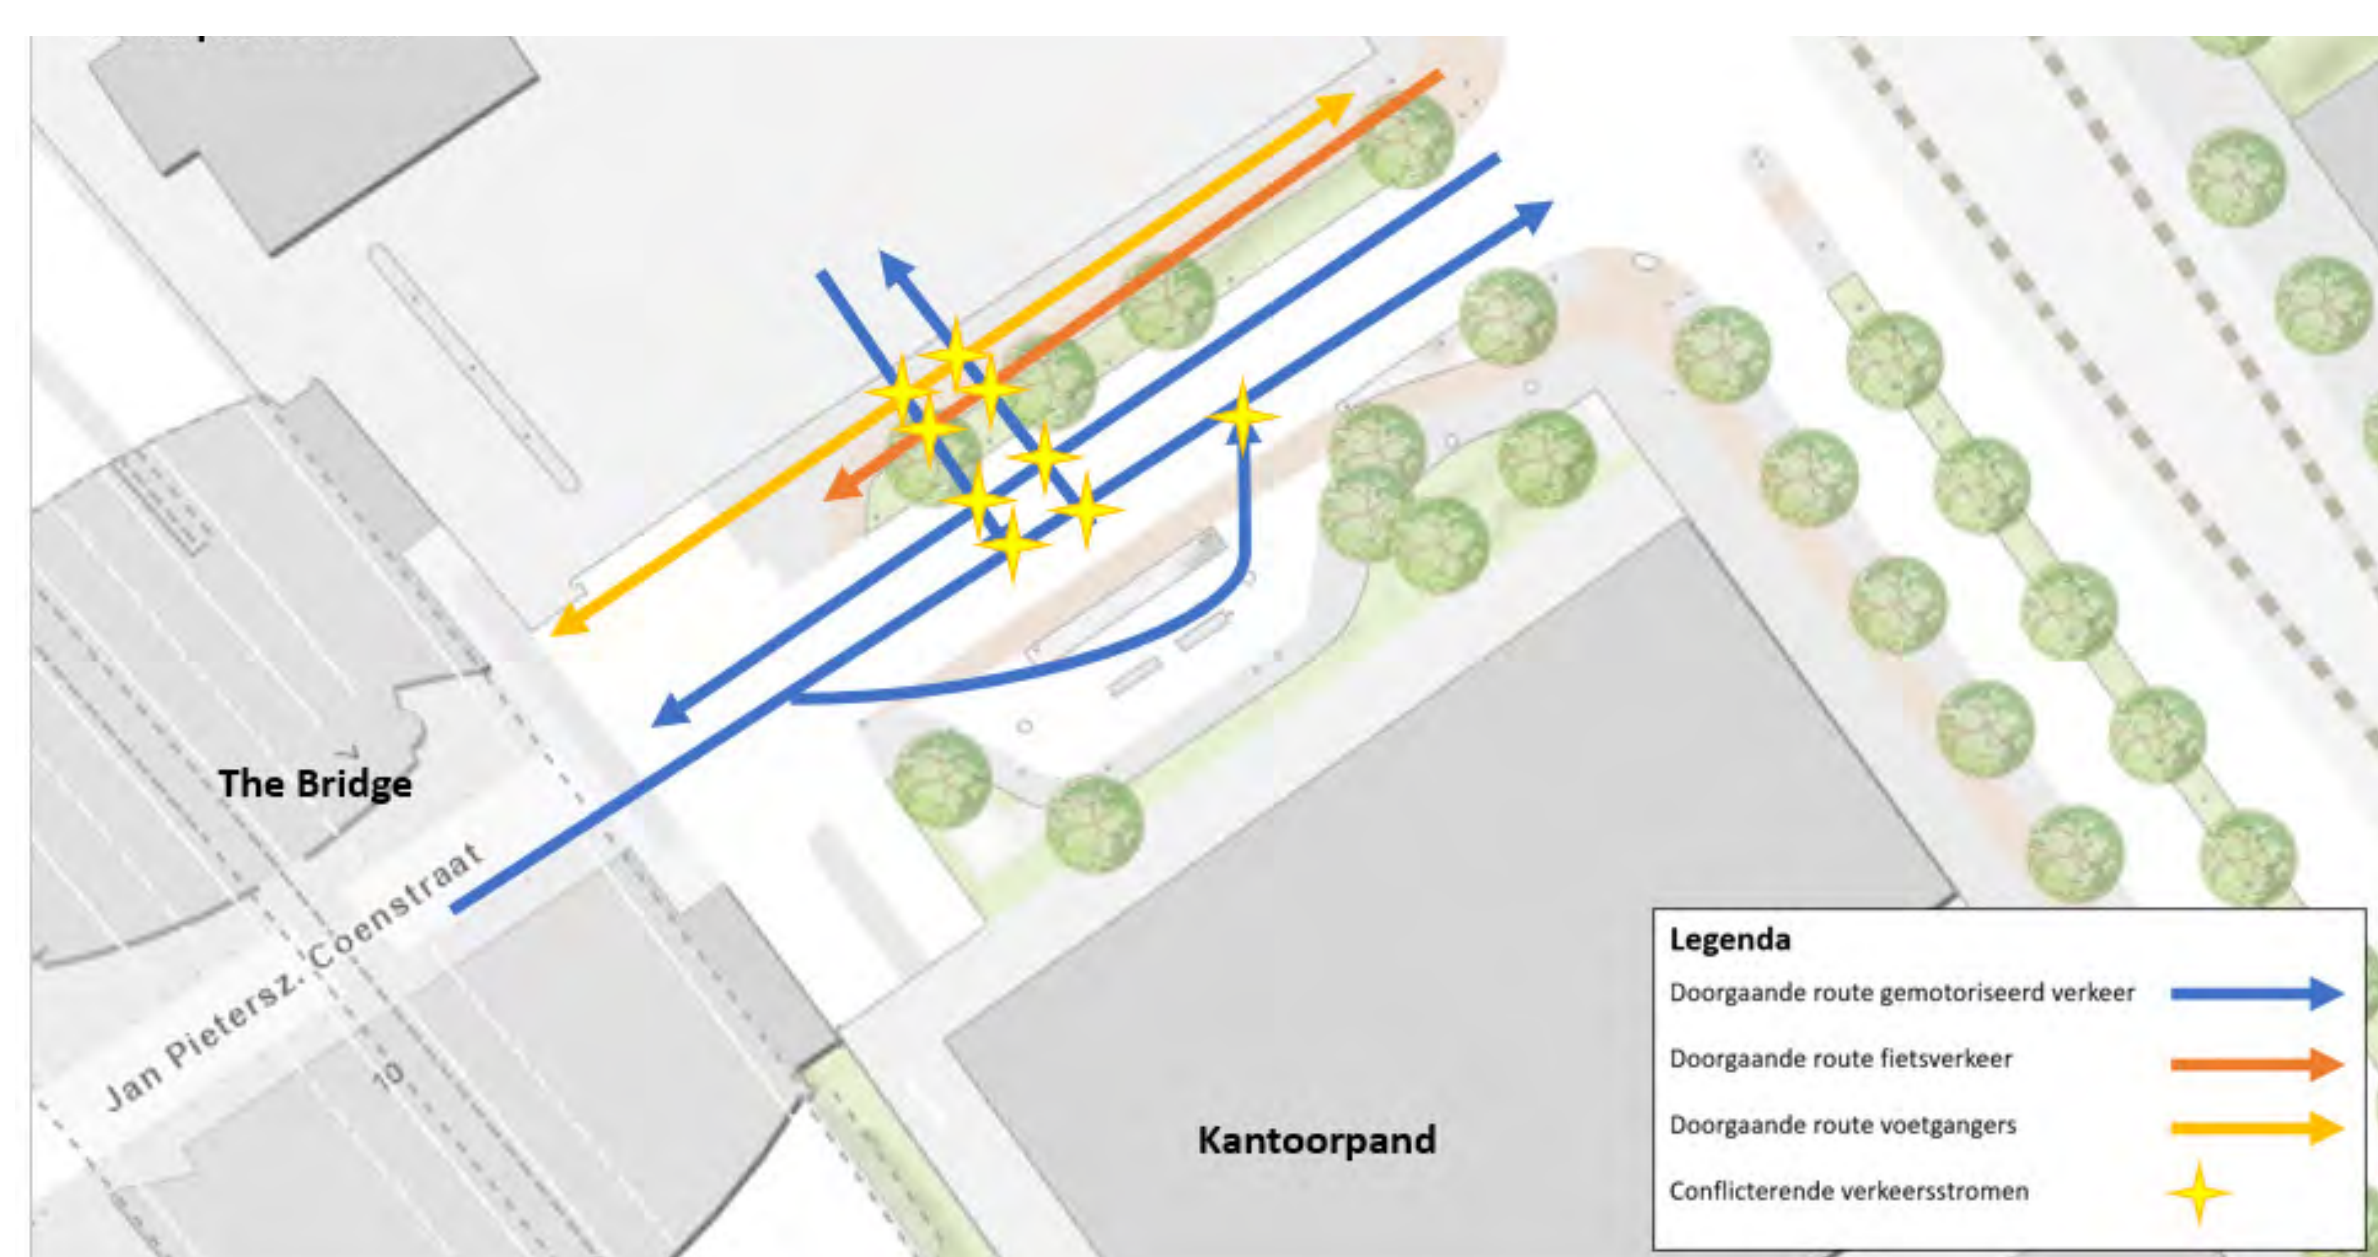 The Bridge
Jan Pietersz. Coenstraat
10
Kantoorpand
Legenda
Doorgaande route gemotoriseerd verkeer
Doorgaande route fietsverkeer
Doorgaande route voetgangers
Conflicterende verkeersstromen